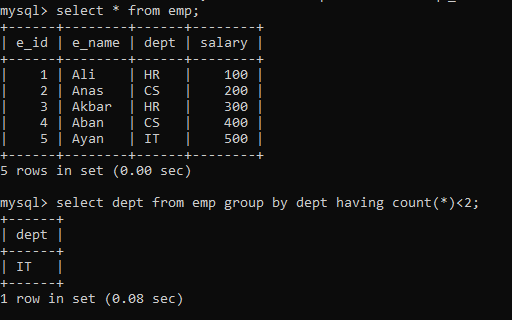 mysql> select * from emp;
+------+--------+------+--------+
| e_id | e_name | dept | salary |
+------+--------+------+--------+
|    1 | Ali    | HR   |    100 |
|    2 | Anas   | CS   |    200 |
|    3 | Akbar  | HR   |    300 |
|    4 | Aban   | CS   |    400 |
|    5 | Ayan   | IT   |    500 |
+------+--------+------+--------+
5 rows in set (0.00 sec)
mysql> select dept from emp group by dept having count(*)<2;
+------+
| dept |
+------+
| IT   |
+------+
1 row in set (0.08 sec)